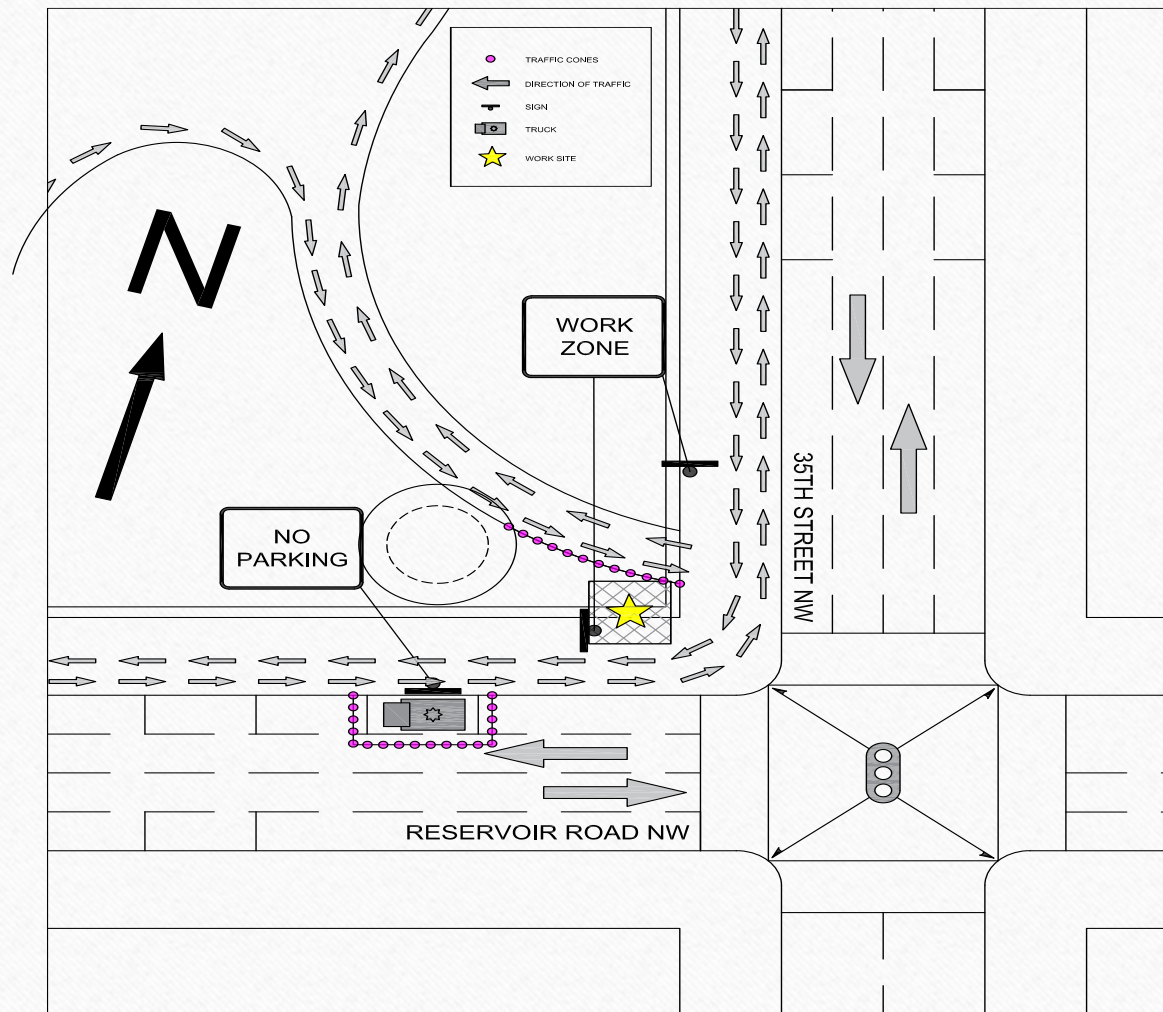 TRAFFIC CONES
DIRECTION OF TRAFFIC
SIGN
TRUCK
WORK SITE
N
WORK
ZONE
NO
PARKING
35TH STREET NW
RESERVOIR ROAD NW